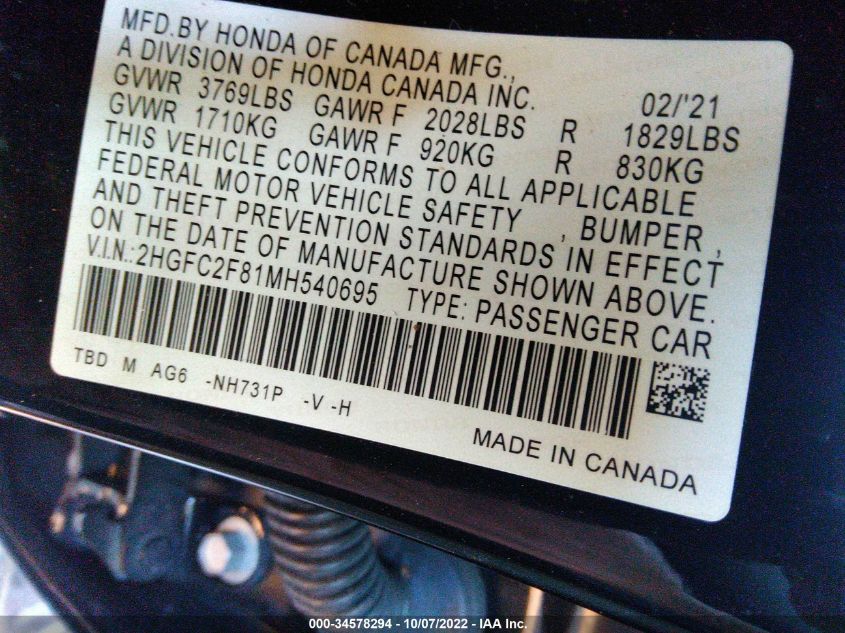 MFD.BY HONDA OF CANADA MFG.,
A DIVISION OF HONDA CANADA INC. 02/'21
GVWR 3769LBS GAWR F 2028LBS R 1829LBS
GVWR 1710KG GAWR F 920KG R 830KG
THIS VEHICLE CONFORMS TO ALL APPLICABLE
FEDERAL MOTOR VEHICLE SAFETY , BUMPER ,
AND THEFT PREVENTION STANDARDS IN EFFECT
ON THE DATE OF MANUFACTURE SHOWN ABOVE.
V.I.N.:2HGFC2F81MH540695 TYPE: PASSENGER CAR
TBD M AG6 -NH731P -V -H
MADE IN CANADA
000-34578294 - 10/07/2022 - IAA Inc.